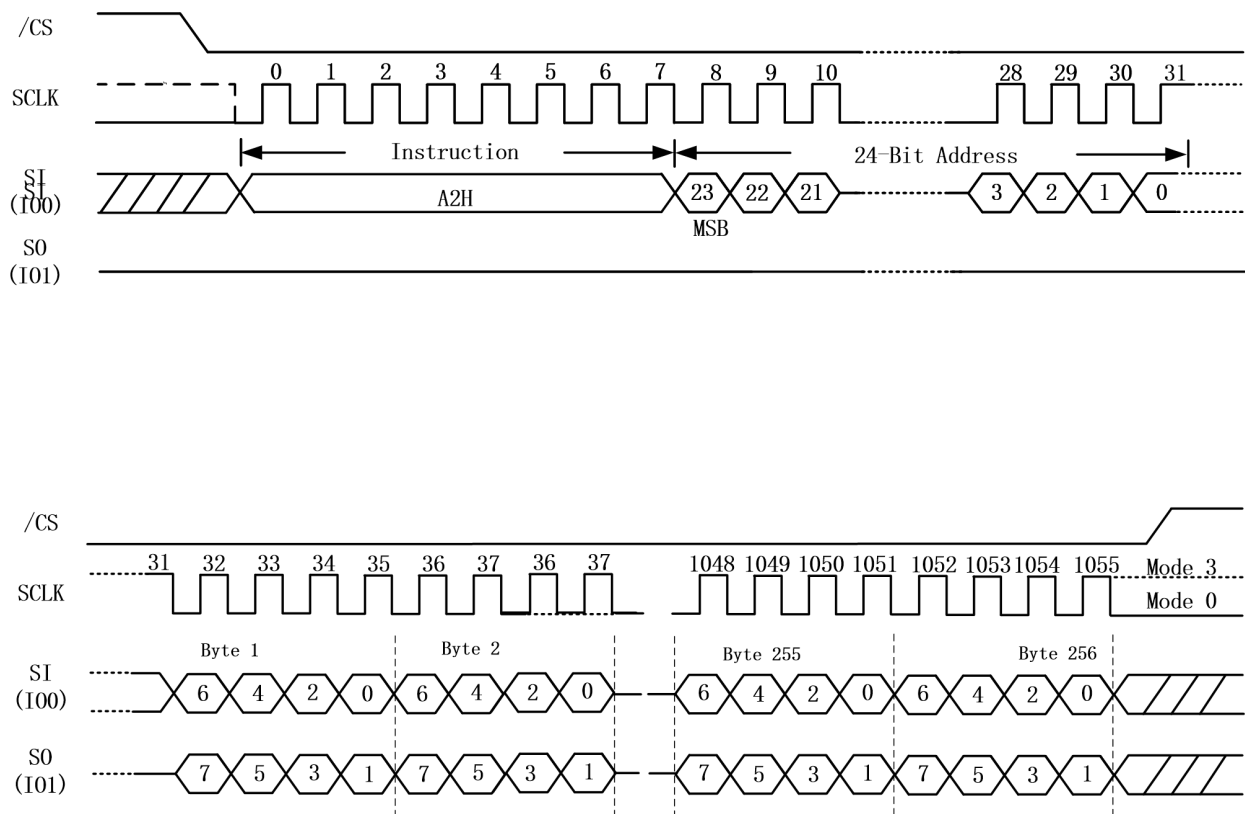 /CS
0 1 2 3 4 5 6 7 8 9 10 28 29 30 31
SCLK
Instruction 24-Bit Address
SI
SI
(IO0)
A2H 23 22 21 3 2 1 0
MSB
SO
(IO1)
/CS
31 32 33 34 35 36 37 36 37 1048 1049 1050 1051 1052 1053 1054 1055 Mode 3
SCLK
Mode 0
Byte 1 Byte 2 Byte 255 Byte 256
SI
(IO0)
6 4 2 0 6 4 2 0 6 4 2 0 6 4 2 0
SO
(IO1)
7 5 3 1 7 5 3 1 7 5 3 1 7 5 3 1